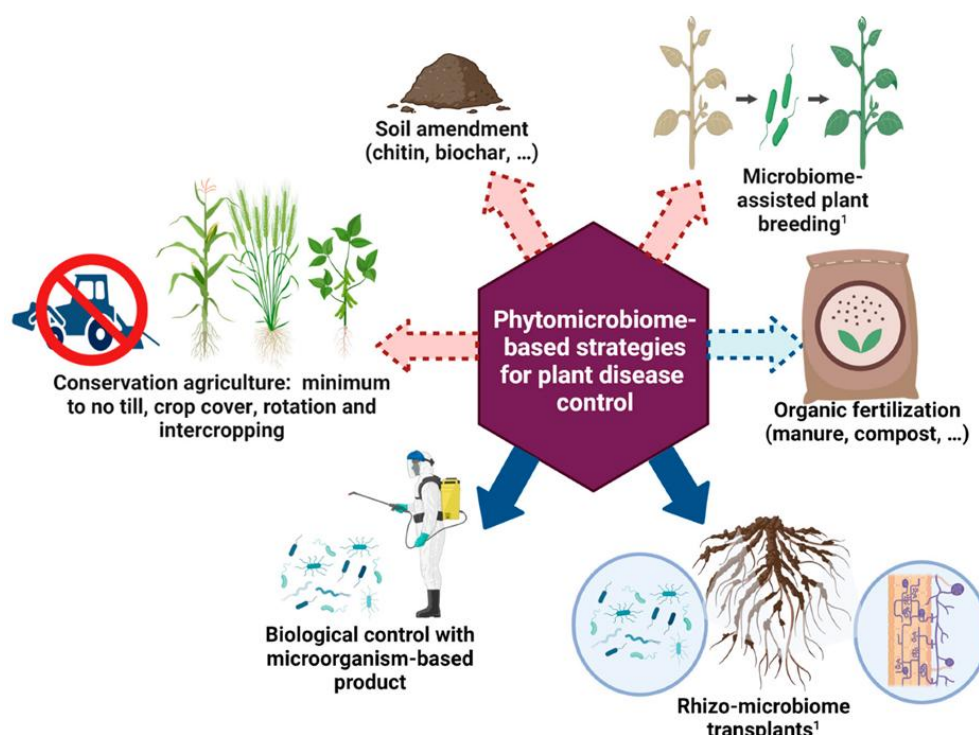 Soil amendment
(chitin, biochar, ...)
Microbiome-
assisted plant
breeding¹
Phytomicrobiome-
based strategies
for plant disease
control
Conservation agriculture: minimum
to no till, crop cover, rotation and
intercropping
Organic fertilization
(manure, compost, ...)
Biological control with
microorganism-based
product
Rhizo-microbiome
transplants¹